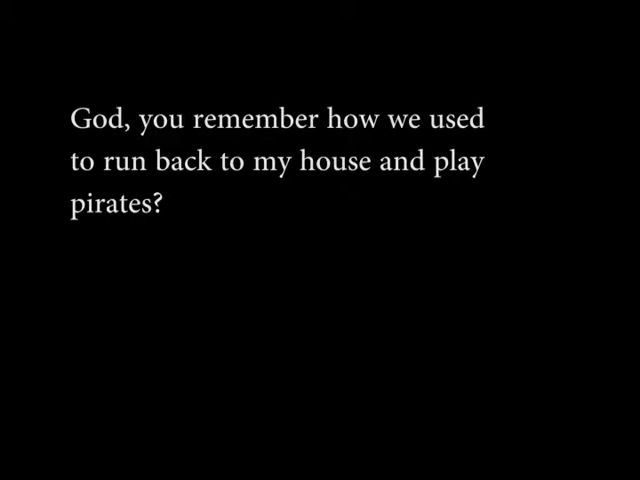 God, you remember how we used
to run back to my house and play
pirates?